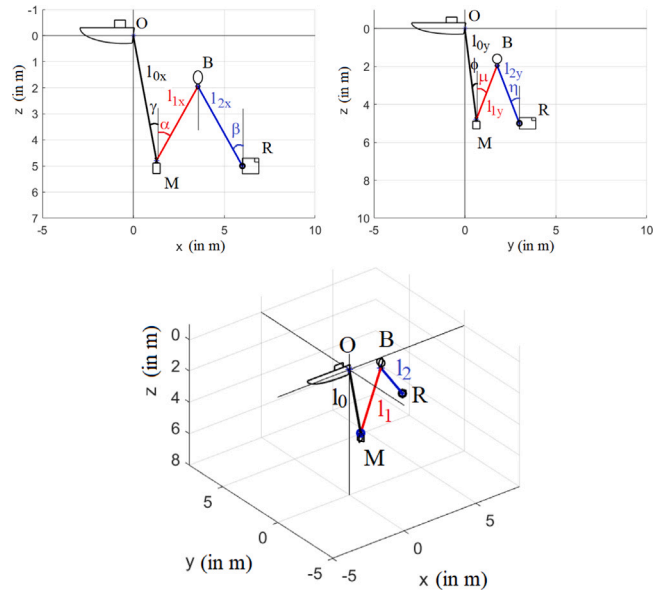 -1
0
1
2
3
4
5
6
7
z (in m)
-5
0
5
10
x (in m)
O
l0x
B
l1x
l2x
γ
α
β
R
M
0
2
4
6
8
10
z (in m)
-5
0
5
10
y (in m)
O
l0y
B
ϕ
μ
l2y
η
l1y
R
M
0
2
4
6
8
z (in m)
O
B
l0
l1
l2
R
M
5
0
-5
y (in m)
-5
0
5
x (in m)